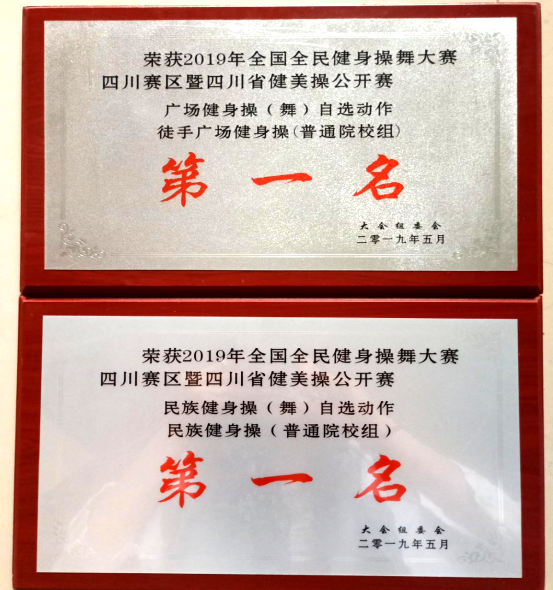 荣获2019年全国全民健身操舞大赛
四川赛区暨四川省健美操公开赛
广场健身操（舞）自选动作
徒手广场健身操(普通院校组)
第一名
大会组委会
二零一九年五月
荣获2019年全国全民健身操舞大赛
四川赛区暨四川省健美操公开赛
民族健身操（舞）自选动作
民族健身操（普通院校组）
第一名
大会组委会
二零一九年五月